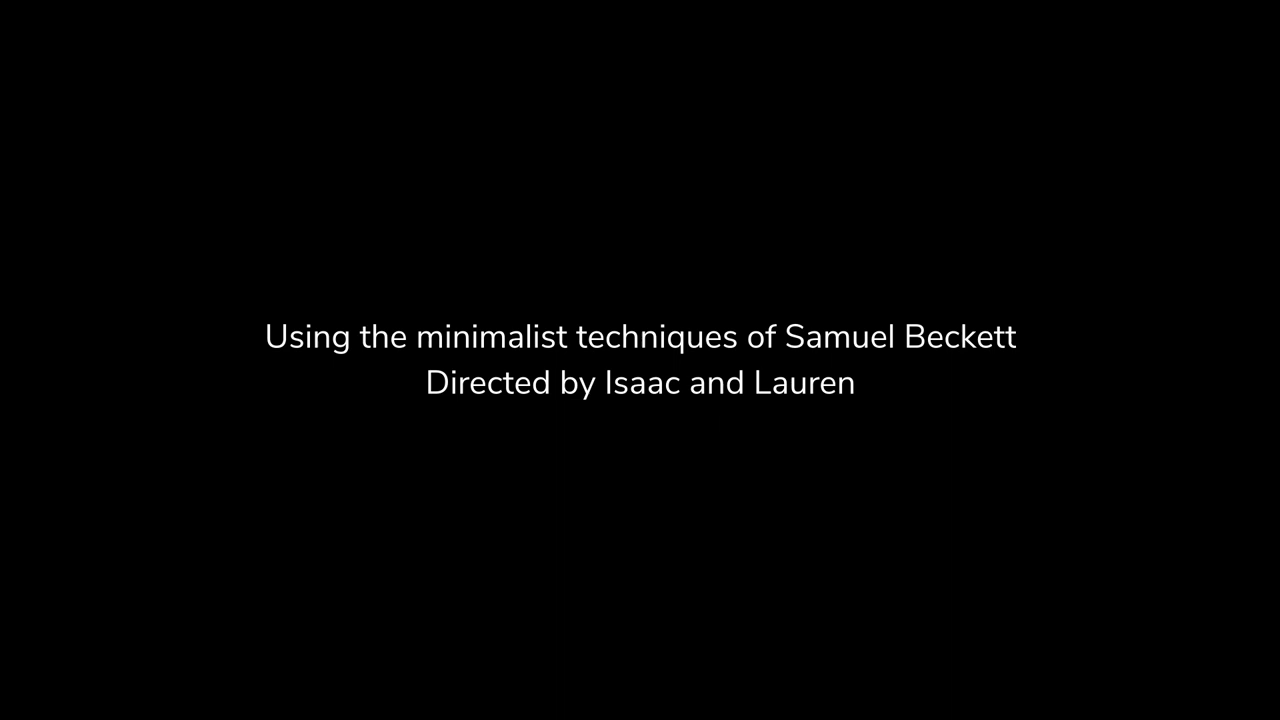 Using the minimalist techniques of Samuel Beckett
Directed by Isaac and Lauren